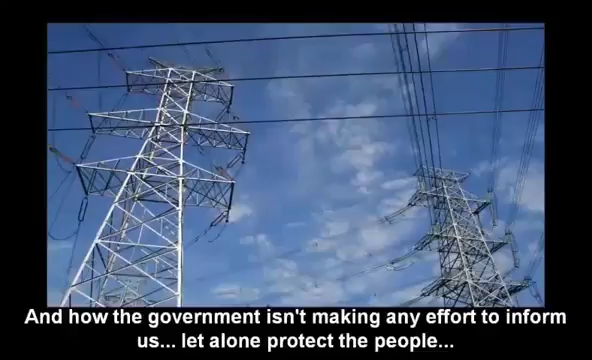 And how the government isn't making any effort to inform
us... let alone protect the people...